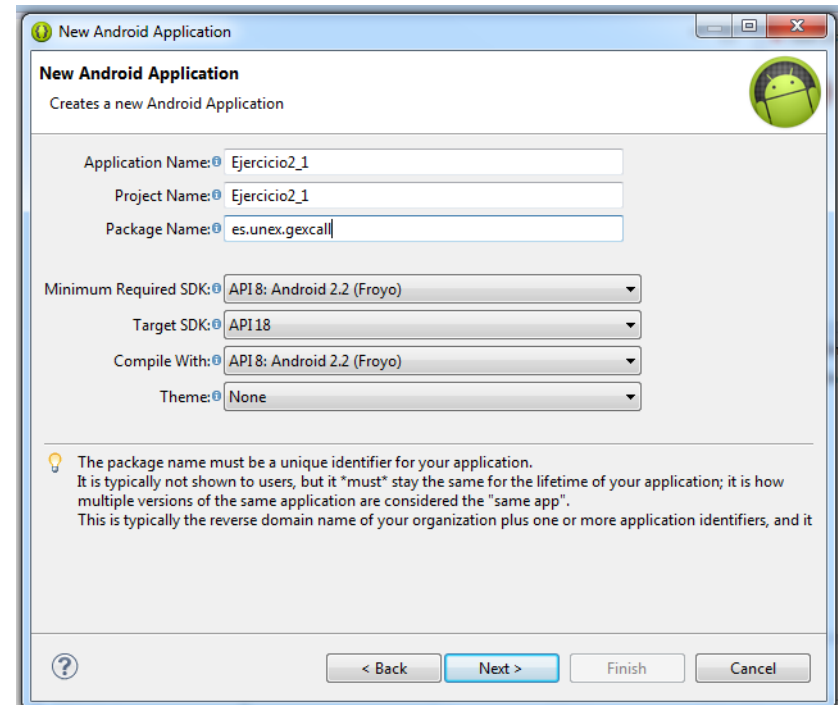 New Android Application
New Android Application
Creates a new Android Application
Application Name: Ejercicio2_1
Project Name: Ejercicio2_1
Package Name: es.unex.gexcall
Minimum Required SDK: API 8: Android 2.2 (Froyo)
Target SDK: API 18
Compile With: API 8: Android 2.2 (Froyo)
Theme: None
The package name must be a unique identifier for your application.
It is typically not shown to users, but it *must* stay the same for the lifetime of your application; it is how
multiple versions of the same application are considered the "same app".
This is typically the reverse domain name of your organization plus one or more application identifiers, and it
< Back Next > Finish Cancel